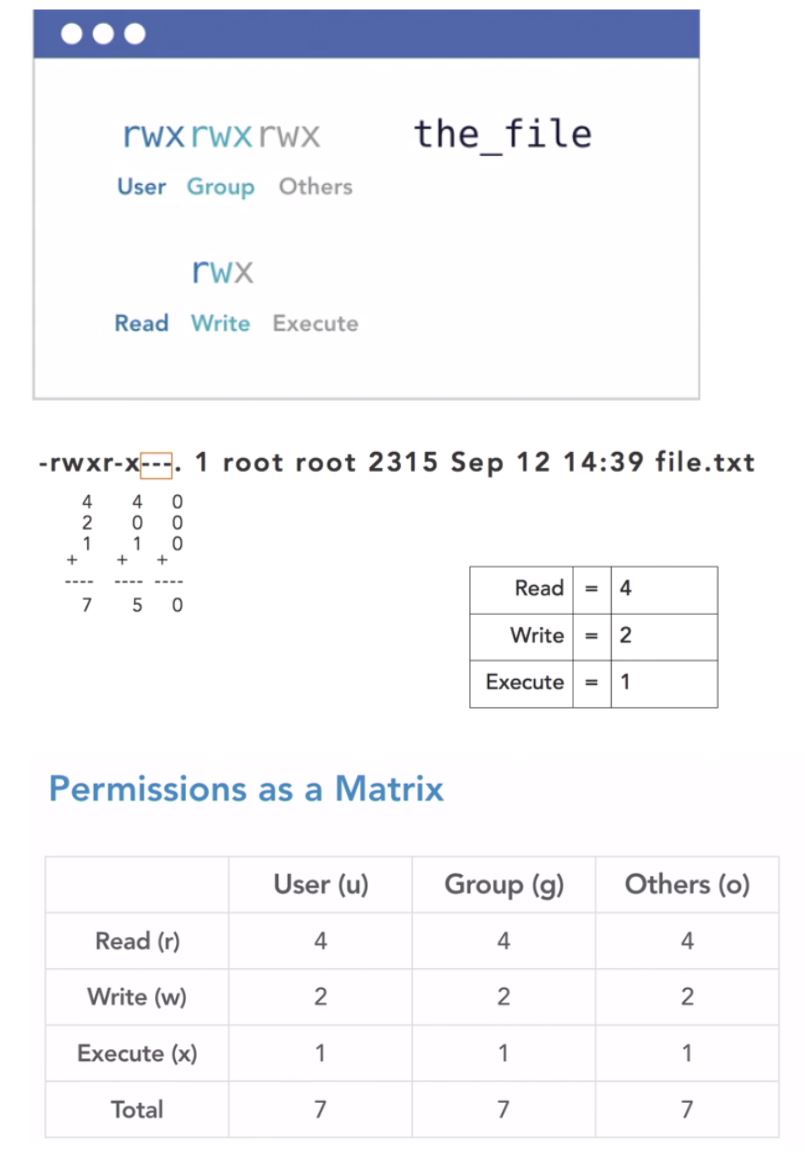 rwxrwxrwx the_file
User Group Others
rwx
Read Write Execute
-rwxr-x---. 1 root root 2315 Sep 12 14:39 file.txt
4 4 0
2 0 0
1 1 0
+ + +
---- ---- ----
7 5 0
Read = 4
Write = 2
Execute = 1
Permissions as a Matrix
User (u) Group (g) Others (o)
Read (r) 4 4 4
Write (w) 2 2 2
Execute (x) 1 1 1
Total 7 7 7